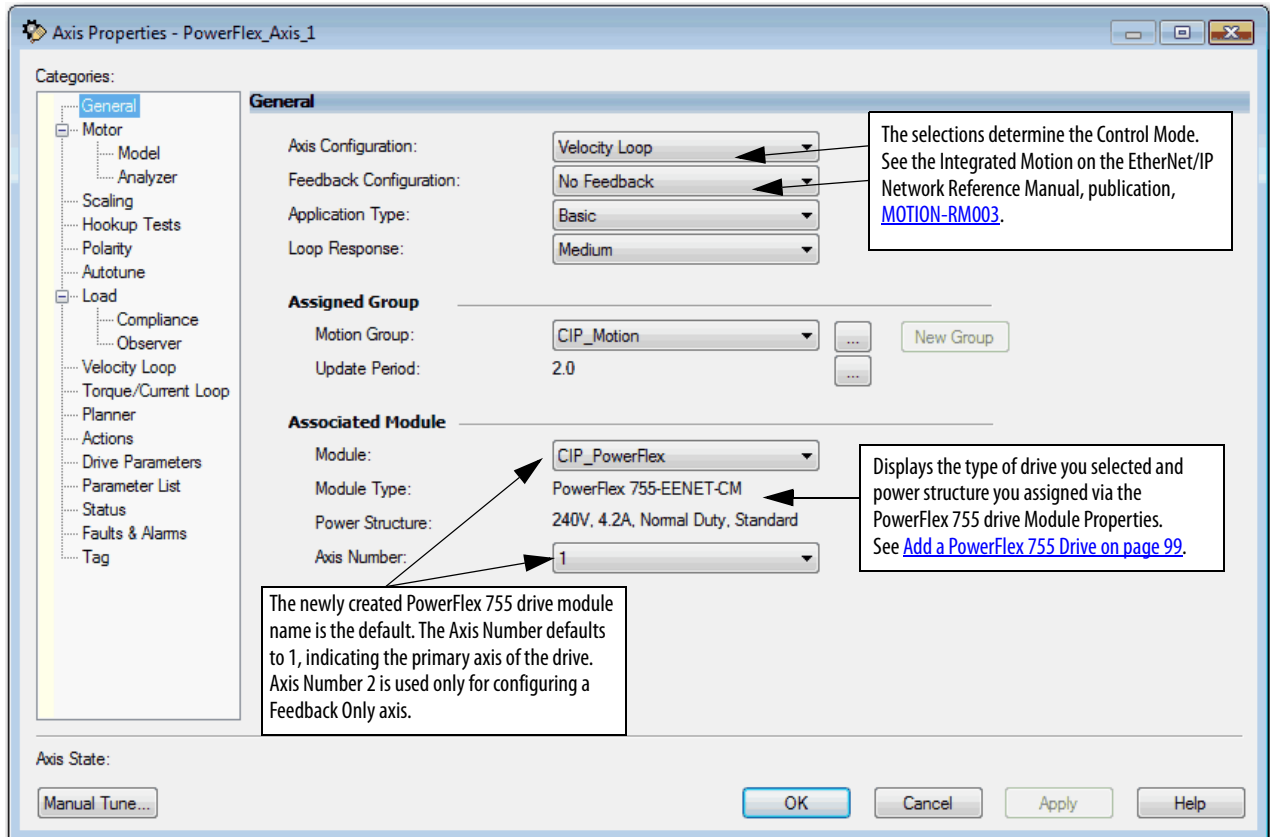 Axis Properties - PowerFlex_Axis_1
Categories:
General
Motor
Model
Analyzer
Scaling
Hookup Tests
Polarity
Autotune
Load
Compliance
Observer
Velocity Loop
Torque/Current Loop
Planner
Actions
Drive Parameters
Parameter List
Status
Faults & Alarms
Tag
General
Axis Configuration: Velocity Loop
Feedback Configuration: No Feedback
Application Type: Basic
Loop Response: Medium
The selections determine the Control Mode.
See the Integrated Motion on the EtherNet/IP
Network Reference Manual, publication,
MOTION-RM003.
Assigned Group
Motion Group: CIP_Motion ... New Group
Update Period: 2.0 ...
Associated Module
Module: CIP_PowerFlex
Module Type: PowerFlex 755-EENET-CM
Power Structure: 240V, 4.2A, Normal Duty, Standard
Axis Number: 1
Displays the type of drive you selected and
power structure you assigned via the
PowerFlex 755 drive Module Properties.
See Add a PowerFlex 755 Drive on page 99.
The newly created PowerFlex 755 drive module
name is the default. The Axis Number defaults
to 1, indicating the primary axis of the drive.
Axis Number 2 is used only for configuring a
Feedback Only axis.
Axis State:
Manual Tune... OK Cancel Apply Help